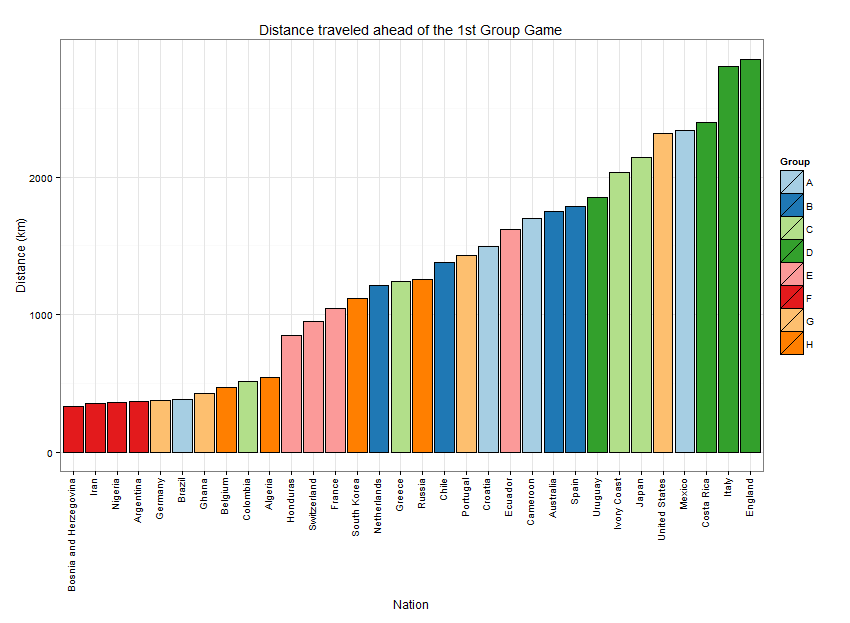 Distance traveled ahead of the 1st Group Game
Distance (km)
2000
1000
0
Bosnia and Herzegovina
Iran
Nigeria
Argentina
Germany
Brazil
Ghana
Belgium
Colombia
Algeria
Honduras
Switzerland
France
South Korea
Netherlands
Greece
Russia
Chile
Portugal
Croatia
Ecuador
Cameroon
Australia
Spain
Uruguay
Ivory Coast
Japan
United States
Mexico
Costa Rica
Italy
England
Nation
Group
A
B
C
D
E
F
G
H